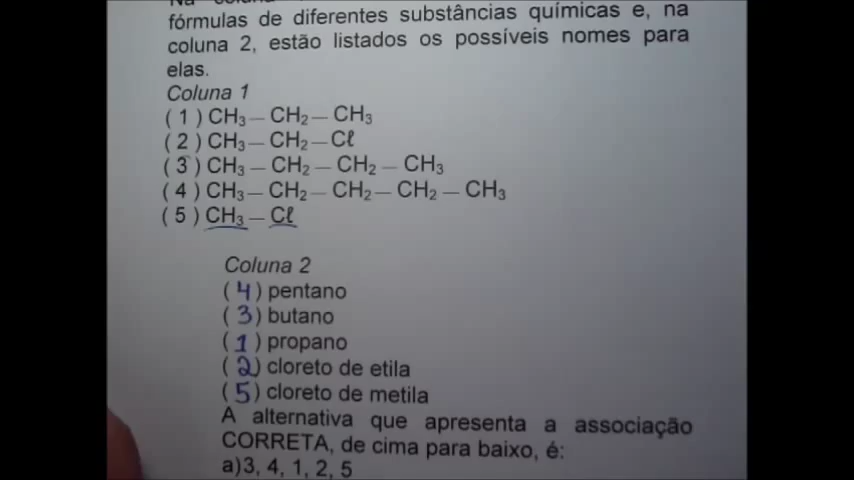 Na coluna
fórmulas de diferentes substâncias químicas e, na
coluna 2, estão listados os possíveis nomes para
elas.
Coluna 1
( 1 ) CH₃ – CH₂ – CH₃
( 2 ) CH₃ – CH₂ – Cℓ
( 3 ) CH₃ – CH₂ – CH₂ – CH₃
( 4 ) CH₃ – CH₂ – CH₂ – CH₂ – CH₃
( 5 ) CH₃ – Cℓ
Coluna 2
( 4 ) pentano
( 3 ) butano
( 1 ) propano
( 2 ) cloreto de etila
( 5 ) cloreto de metila
A alternativa que apresenta a associação
CORRETA, de cima para baixo, é:
a)3, 4, 1, 2, 5